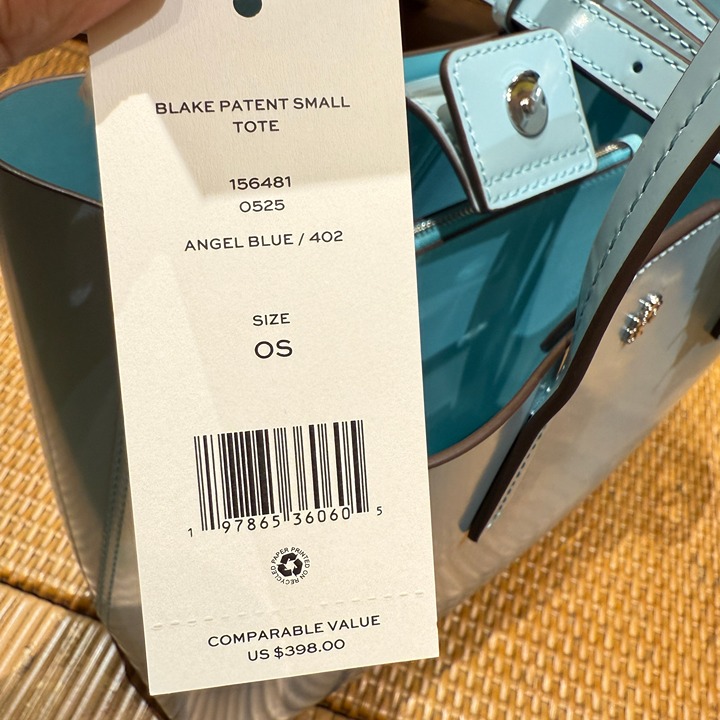 BLAKE PATENT SMALL
TOTE
156481
0525
ANGEL BLUE / 402
SIZE
OS
1 97865 36060 5
PRINTED ON RECYCLED PAPER
COMPARABLE VALUE
US $398.00